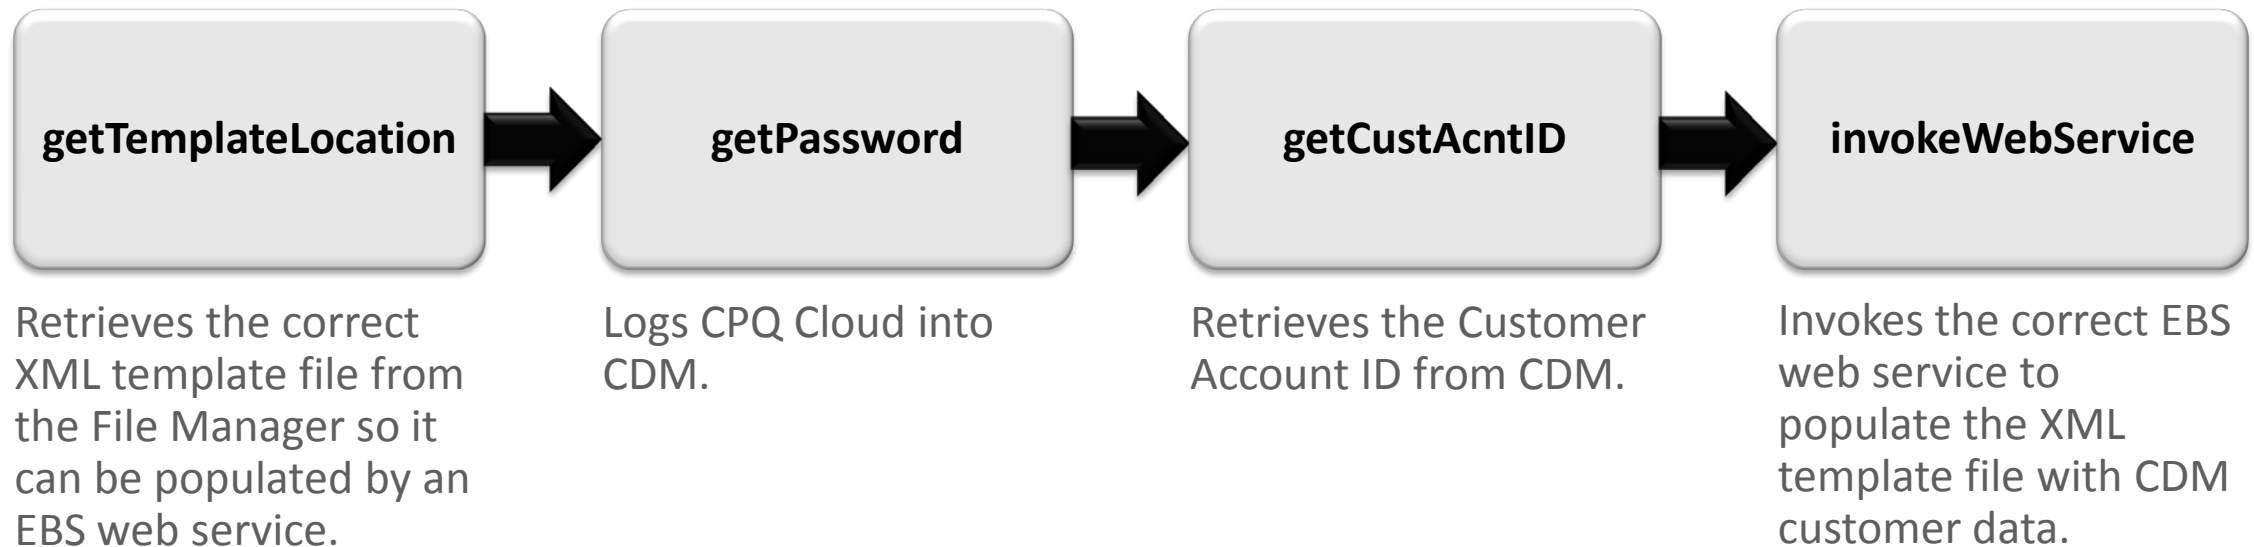 getTemplateLocation
getPassword
getCustAcntID
invokeWebService
Retrieves the correct
XML template file from
the File Manager so it
can be populated by an
EBS web service.
Logs CPQ Cloud into
CDM.
Retrieves the Customer
Account ID from CDM.
Invokes the correct EBS
web service to
populate the XML
template file with CDM
customer data.